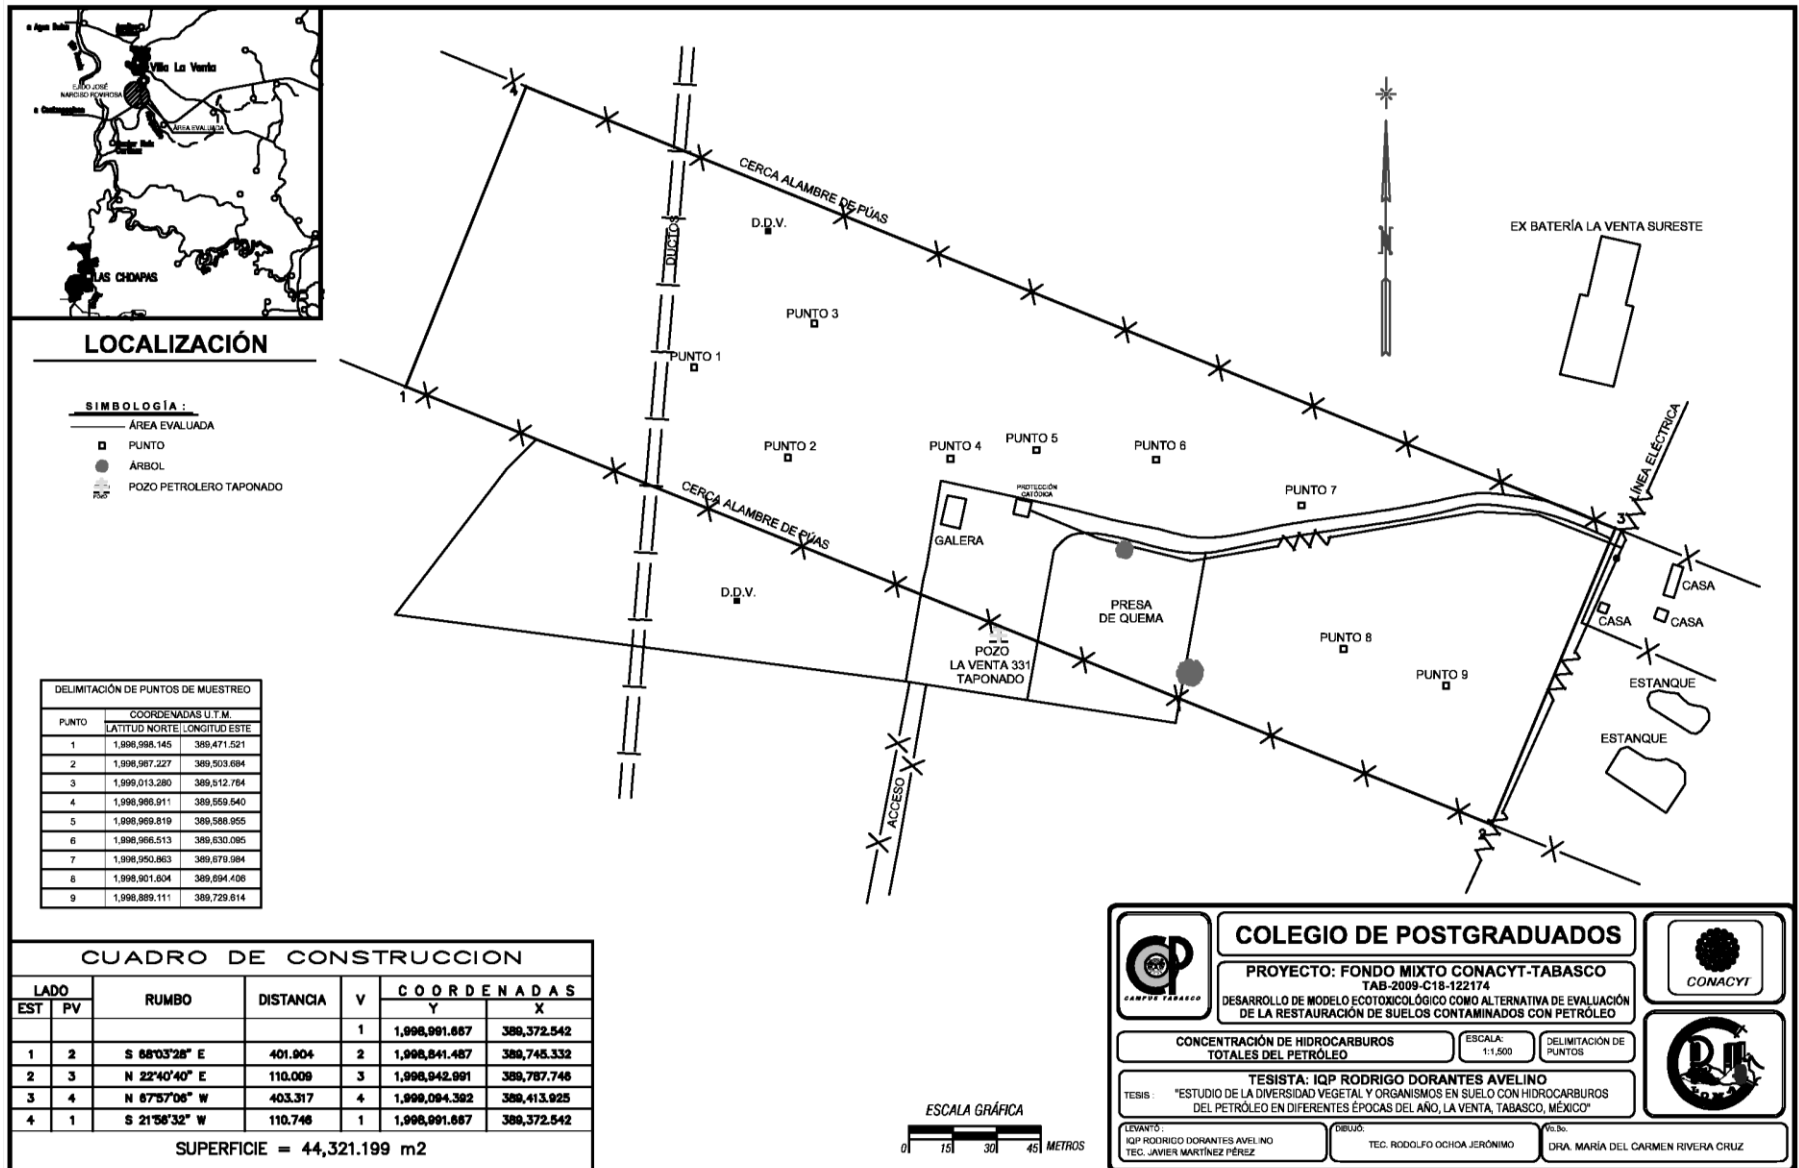 a Agua Dulce
Villa La Venta
EJIDO JOSÉ
NARCISO ROVIROSA
ÁREA EVALUADA
LAS CHOAPAS
LOCALIZACIÓN
SIMBOLOGÍA :
ÁREA EVALUADA
PUNTO
ÁRBOL
POZO
POZO PETROLERO TAPONADO
DELIMITACIÓN DE PUNTOS DE MUESTREO
PUNTO COORDENADAS U.T.M.
LATITUD NORTE LONGITUD ESTE
1 1,998,998.145 389,471.521
2 1,998,967.227 389,503.684
3 1,999,013.280 389,512.764
4 1,998,966.911 389,559.540
5 1,998,969.819 389,588.955
6 1,998,966.513 389,630.095
7 1,998,950.863 389,679.984
8 1,998,901.604 389,694.406
9 1,998,889.111 389,729.614
CUADRO DE CONSTRUCCION
LADO RUMBO DISTANCIA V COORDENADAS
EST PV Y X
1 1,998,991.667 389,372.542
1 2 S 68°03'28" E 401.904 2 1,998,841.487 389,745.332
2 3 N 22°40'40" E 110.009 3 1,998,942.991 389,787.746
3 4 N 67°57'06" W 403.317 4 1,999,094.392 389,413.925
4 1 S 21°56'32" W 110.746 1 1,998,991.667 389,372.542
SUPERFICIE = 44,321.199 m2
4
CERCA ALAMBRE DE PÚAS
D.D.V.
DUCTOS
PUNTO 3
PUNTO 1
1
PUNTO 2
PUNTO 4
PUNTO 5
PUNTO 6
PUNTO 7
CERCA ALAMBRE DE PÚAS
PROTECCIÓN
CATÓDICA
GALERA
D.D.V.
PRESA
DE QUEMA
POZO
LA VENTA 331
TAPONADO
PUNTO 8
PUNTO 9
ACCESO
N
EX BATERÍA LA VENTA SURESTE
LÍNEA ELÉCTRICA
3
CASA
CASA
CASA
ESTANQUE
ESTANQUE
2
ESCALA GRÁFICA
0 15 30 45 METROS
CAMPUS TABASCO
COLEGIO DE POSTGRADUADOS
PROYECTO: FONDO MIXTO CONACYT-TABASCO
TAB-2009-C18-122174
DESARROLLO DE MODELO ECOTOXICOLÓGICO COMO ALTERNATIVA DE EVALUACIÓN
DE LA RESTAURACIÓN DE SUELOS CONTAMINADOS CON PETRÓLEO
CONACYT
CONCENTRACIÓN DE HIDROCARBUROS
TOTALES DEL PETRÓLEO
ESCALA:
1:1,500
DELIMITACIÓN DE
PUNTOS
TESISTA: IQP RODRIGO DORANTES AVELINO
TESIS : "ESTUDIO DE LA DIVERSIDAD VEGETAL Y ORGANISMOS EN SUELO CON HIDROCARBUROS
DEL PETRÓLEO EN DIFERENTES ÉPOCAS DEL AÑO, LA VENTA, TABASCO, MÉXICO"
LEVANTÓ :
IQP RODRIGO DORANTES AVELINO
TEC. JAVIER MARTÍNEZ PÉREZ
DIBUJÓ:
TEC. RODOLFO OCHOA JERÓNIMO
Vo.Bo.
DRA. MARÍA DEL CARMEN RIVERA CRUZ